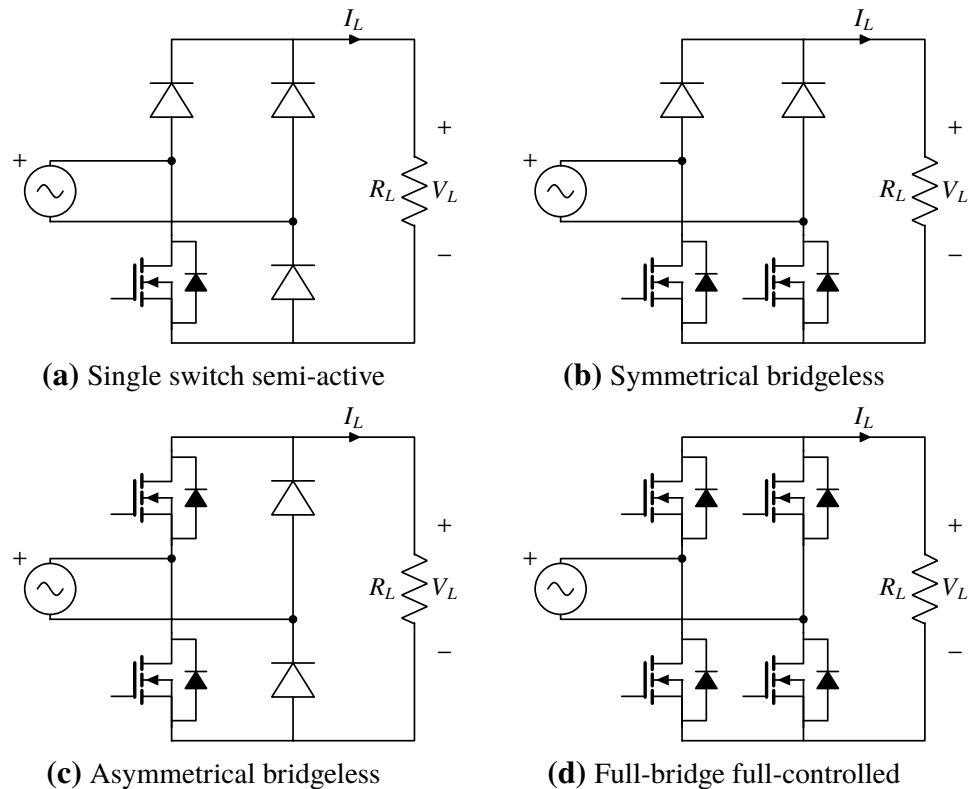 I_L
I_L
+
+
+
+
R_L
V_L
R_L
V_L
−
−
(a) Single switch semi-active
(b) Symmetrical bridgeless
I_L
I_L
+
+
+
+
R_L
V_L
R_L
V_L
−
−
(c) Asymmetrical bridgeless
(d) Full-bridge full-controlled